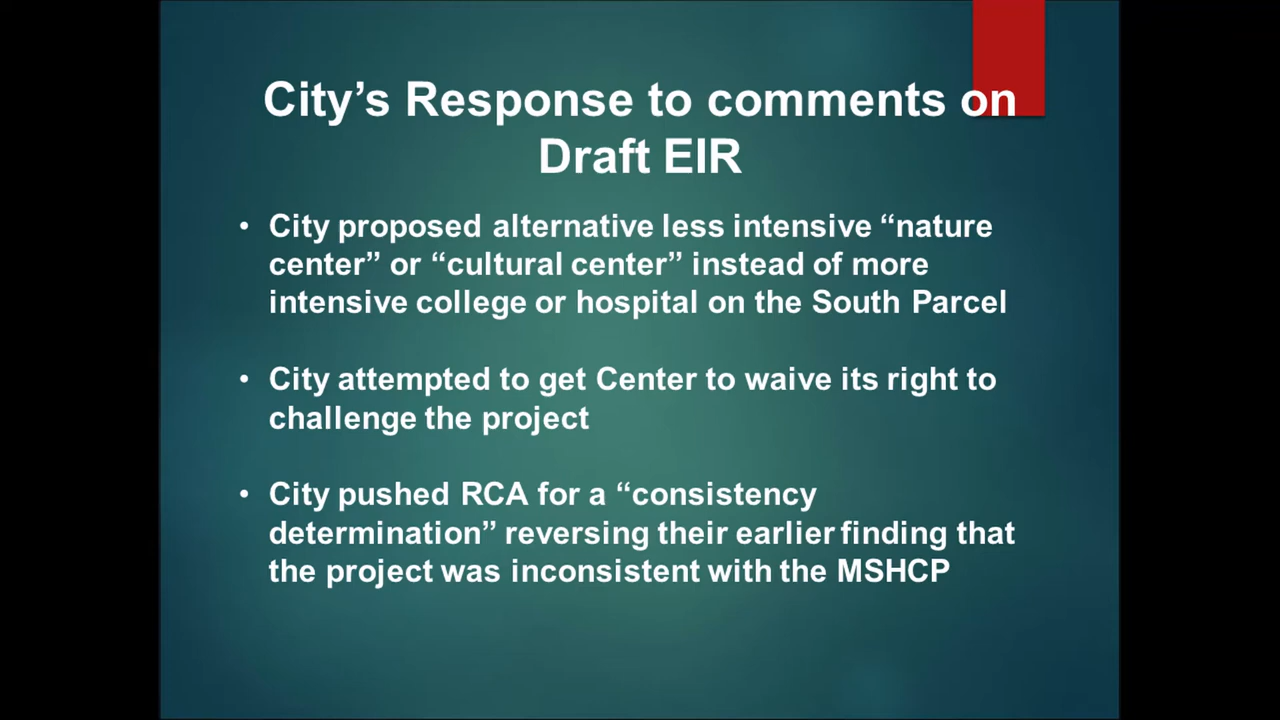 City’s Response to comments on
Draft EIR
• City proposed alternative less intensive “nature
center” or “cultural center” instead of more
intensive college or hospital on the South Parcel
• City attempted to get Center to waive its right to
challenge the project
• City pushed RCA for a “consistency
determination” reversing their earlier finding that
the project was inconsistent with the MSHCP